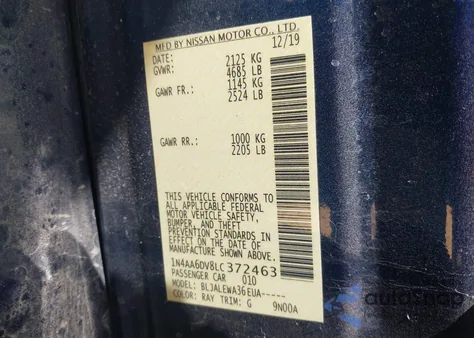 MFD BY NISSAN MOTOR CO., LTD.
DATE: 12/19
GVWR: 2125 KG
4685 LB
GAWR FR.: 1145 KG
2524 LB
GAWR RR.: 1000 KG
2205 LB
THIS VEHICLE CONFORMS TO
ALL APPLICABLE FEDERAL
MOTOR VEHICLE SAFETY,
BUMPER, AND THEFT
PREVENTION STANDARDS IN
EFFECT ON THE DATE OF
MANUFACTURE SHOWN ABOVE.
1N4AA6DV8LC372463
PASSENGER CAR 010
MODEL: BLJALEWA36EUA-----
COLOR: RAY TRIM: G 9N00A